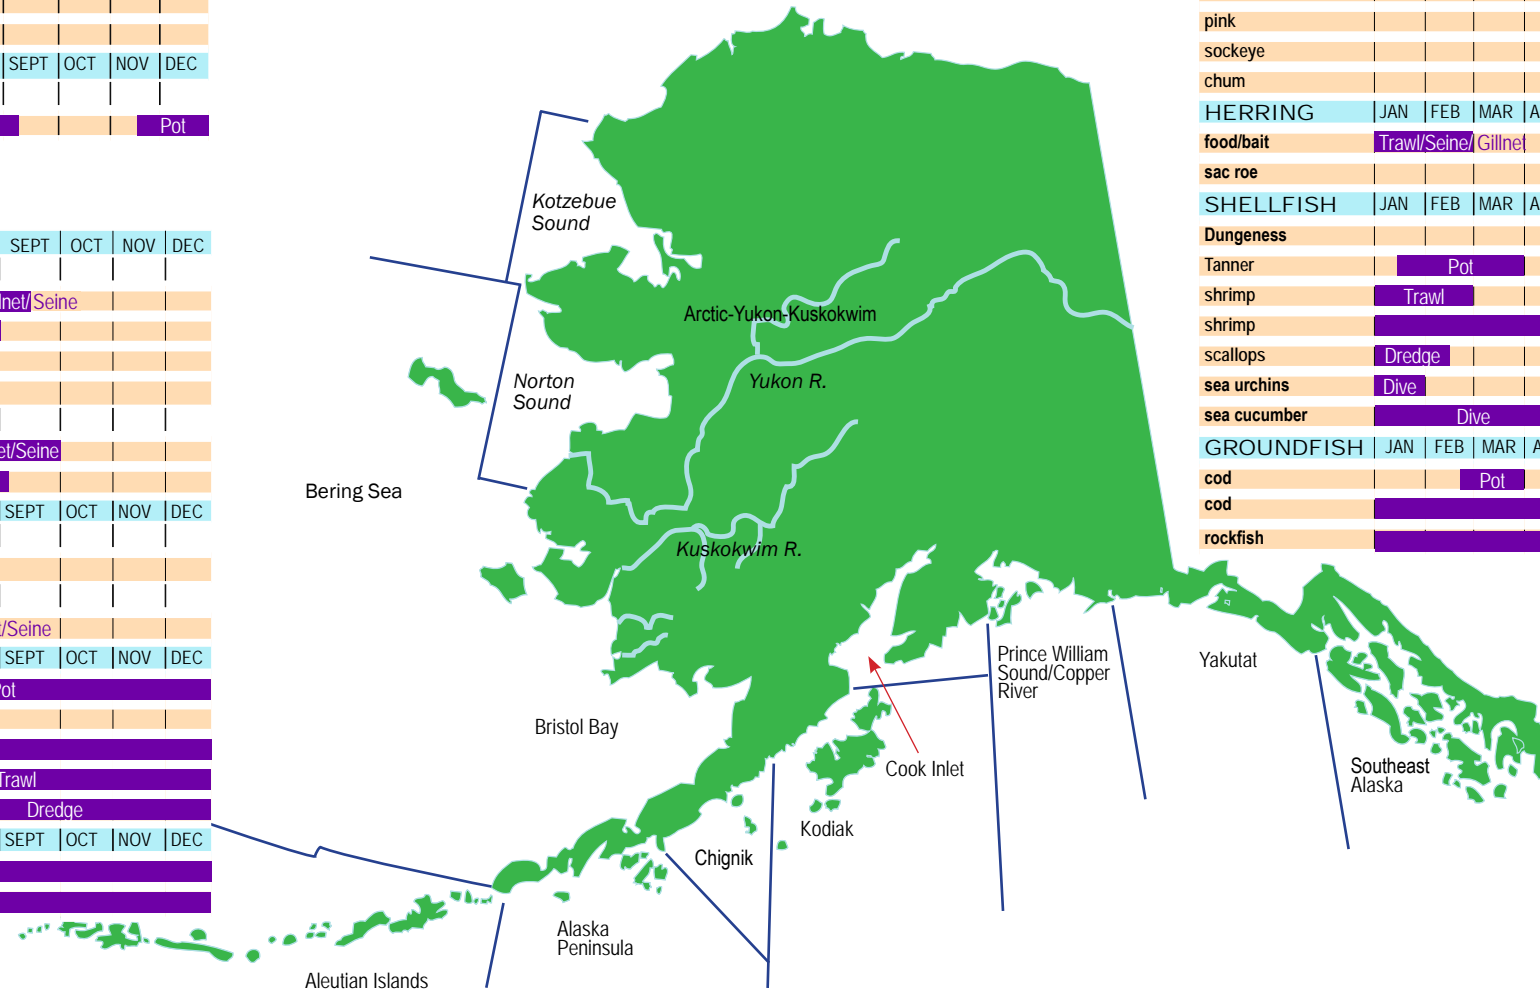 SEPT OCT NOV DEC
Pot
SEPT OCT NOV DEC
lnet/ Seine
et/Seine
SEPT OCT NOV DEC
t/Seine
SEPT OCT NOV DEC
Pot
Trawl
Dredge
SEPT OCT NOV DEC
Kotzebue
Sound
Arctic-Yukon-Kuskokwim
Norton
Sound
Yukon R.
Bering Sea
Kuskokwim R.
Bristol Bay
Prince William
Sound/Copper
River
Yakutat
Cook Inlet
Southeast
Alaska
Kodiak
Chignik
Alaska
Peninsula
Aleutian Islands
pink
sockeye
chum
HERRING JAN FEB MAR A
food/bait Trawl/Seine/ Gillnet
sac roe
SHELLFISH JAN FEB MAR A
Dungeness
Tanner Pot
shrimp Trawl
shrimp
scallops Dredge
sea urchins Dive
sea cucumber Dive
GROUNDFISH JAN FEB MAR A
cod Pot
cod
rockfish